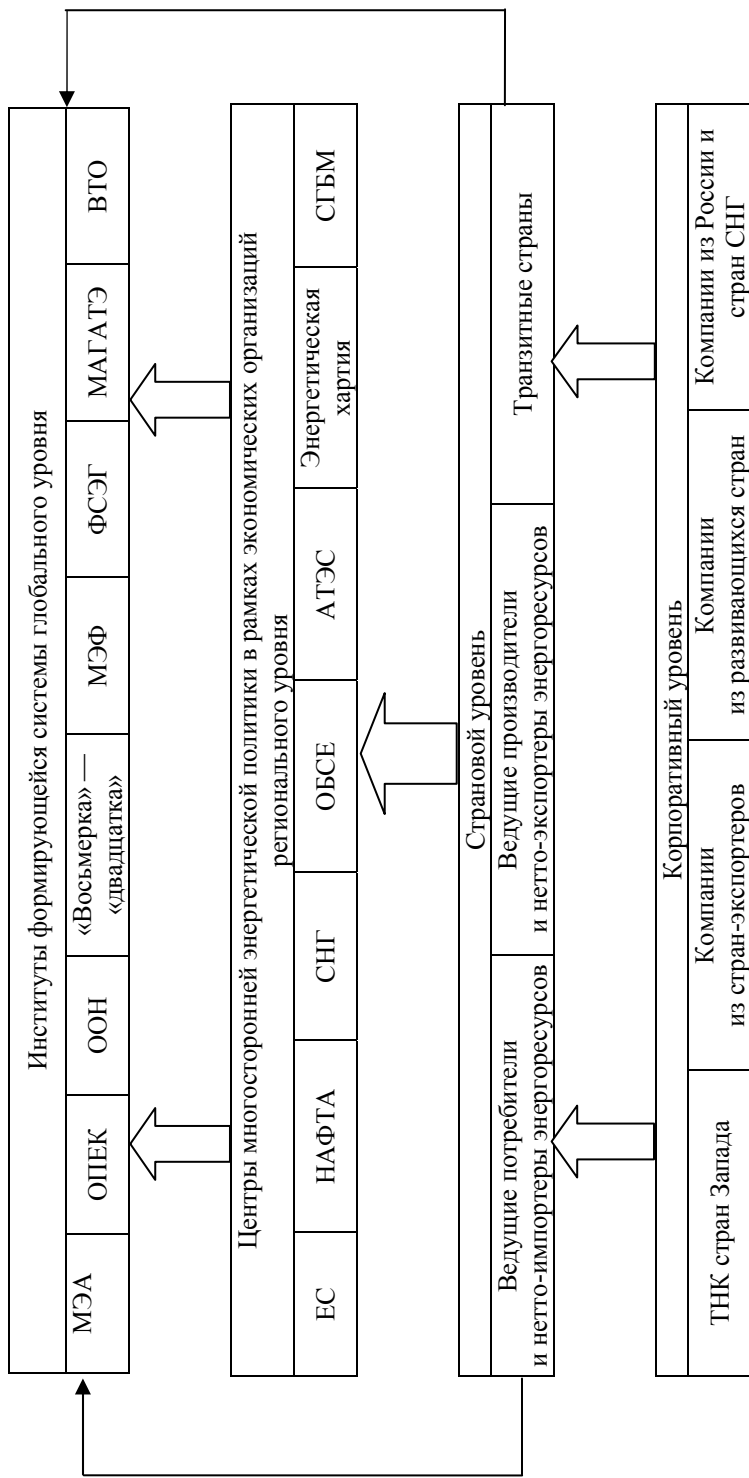 Институты формирующейся системы глобального уровня
МЭА
ОПЕК
ООН
«Восьмерка» —
«двадцатка»
МЭФ
ФСЭГ
МАГАТЭ
ВТО
Центры многосторонней энергетической политики в рамках экономических организаций
регионального уровня
ЕС
НАФТА
СНГ
ОБСЕ
АТЭС
Энергетическая
хартия
СГБМ
Страновой уровень
Ведущие потребители
и нетто-импортеры энергоресурсов
Ведущие производители
и нетто-экспортеры энергоресурсов
Транзитные страны
Корпоративный уровень
ТНК стран Запада
Компании
из стран-экспортеров
Компании
из развивающихся стран
Компании из России и
стран СНГ